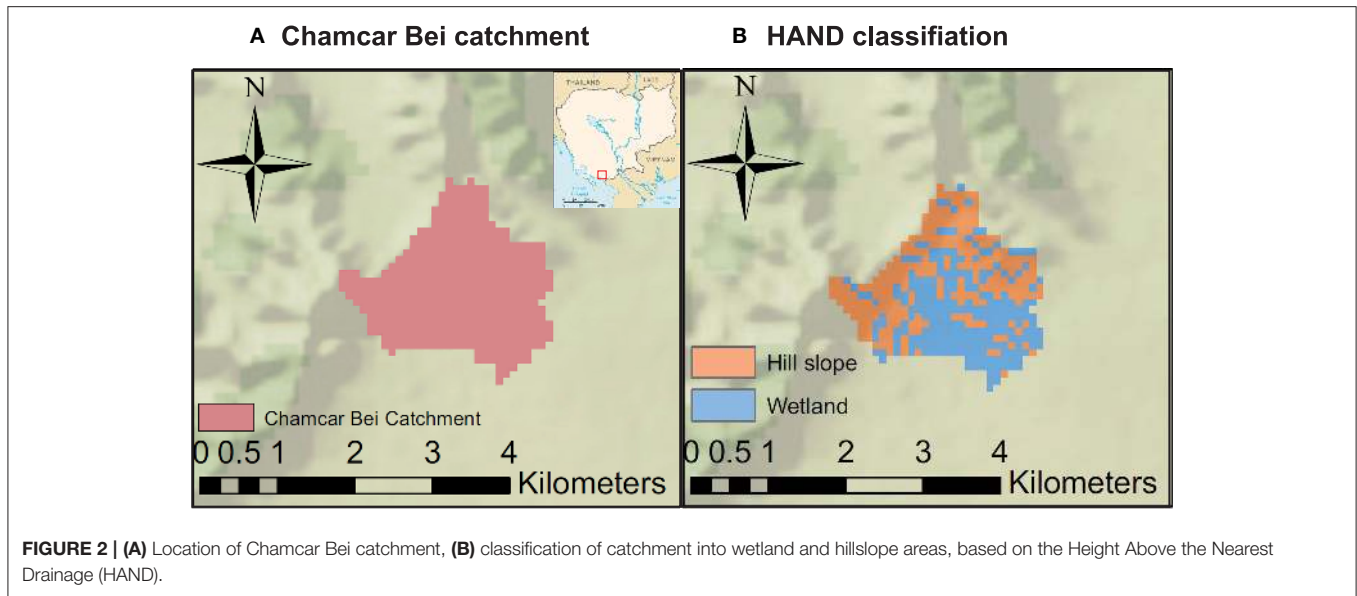 A Chamcar Bei catchment
B HAND classifiation
N
THAILAND
VIETNAM
Chamcar Bei Catchment
0 0.5 1 2 3 4
Kilometers
N
Hill slope
Wetland
0 0.5 1 2 3 4
Kilometers
FIGURE 2 | (A) Location of Chamcar Bei catchment, (B) classification of catchment into wetland and hillslope areas, based on the Height Above the Nearest
Drainage (HAND).